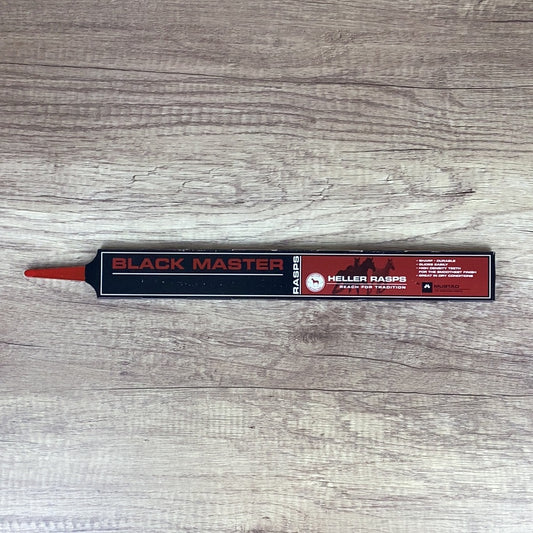 BLACK MASTER
RASPS
HELLER RASPS
REACH FOR TRADITION
• SHARP - DURABLE
• GLIDES EASILY
• HIGH DENSITY TEETH
FOR THE SMOOTHEST FINISH
• GREAT IN DRY CONDITIONS
MUSTAD